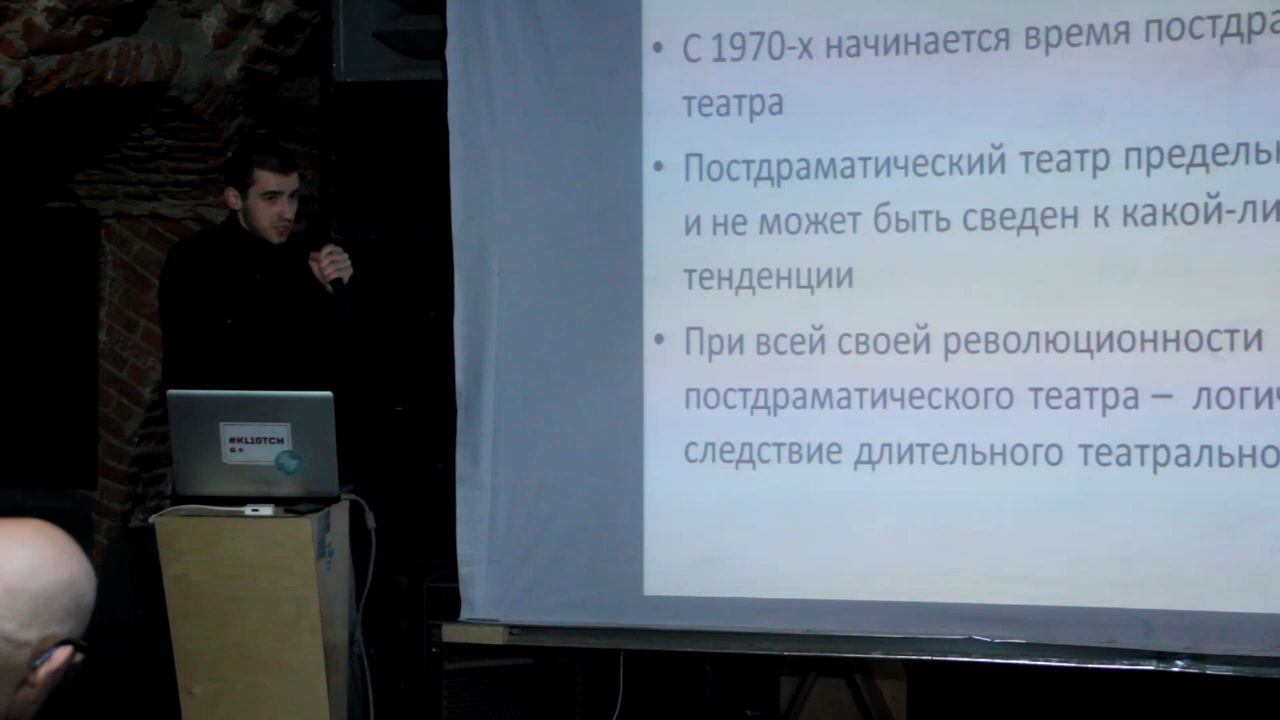 • С 1970-х начинается время постдра
театра
• Постдраматический театр предель
и не может быть сведен к какой-ли
тенденции
• При всей своей революционности
постдраматического театра – логич
следствие длительного театрально
#KL10TCH